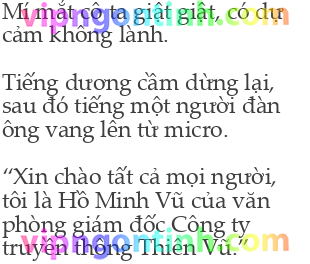 Mí mắt cô ta giật giật, có dự
cảm không lành.
Tiếng dương cầm dừng lại,
sau đó tiếng một người đàn
ông vang lên từ micro.
“Xin chào tất cả mọi người,
tôi là Hồ Minh Vũ của văn
phòng giám đốc Công ty
truyền thông Thiên Vũ.”
vipngontinh.com
vipngontinh.com